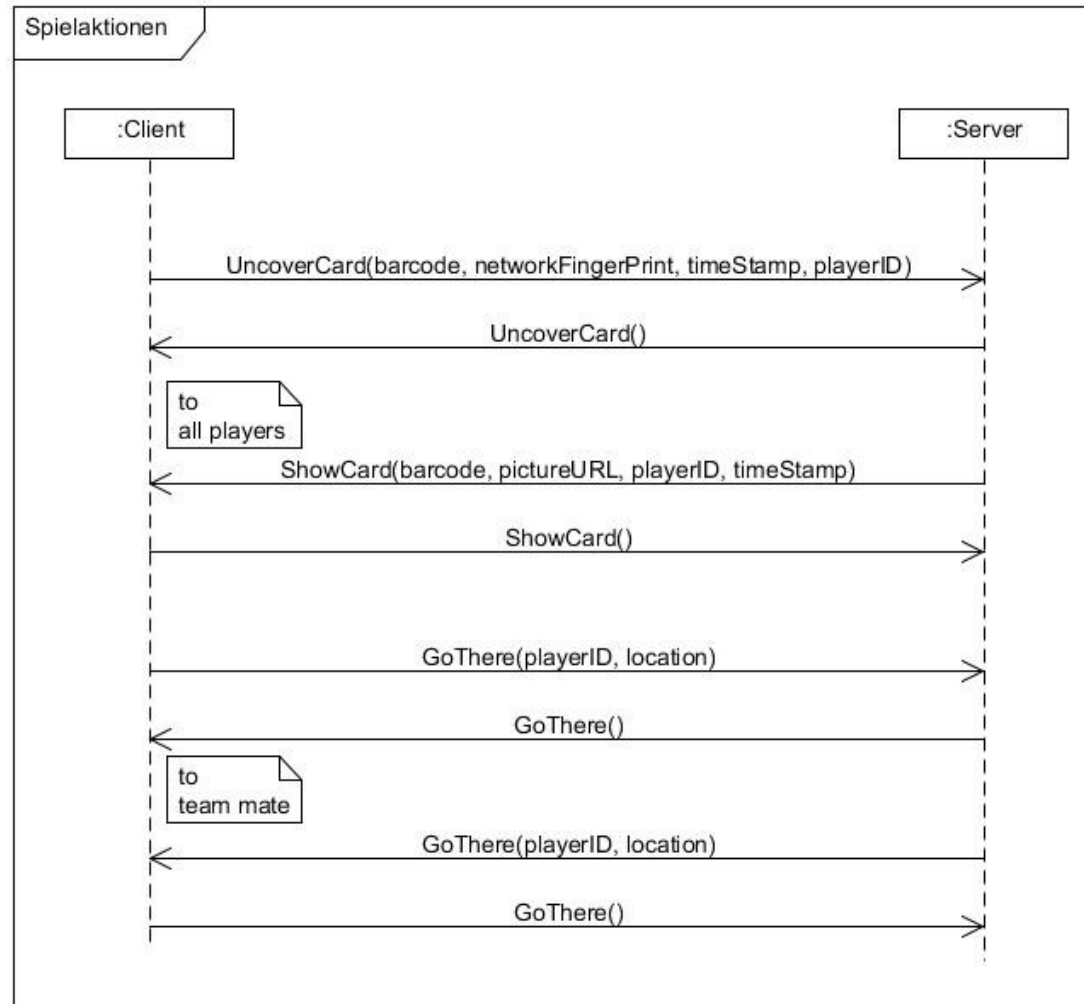 Spielaktionen
:Client
:Server
UncoverCard(barcode, networkFingerPrint, timeStamp, playerID)
UncoverCard()
to
all players
ShowCard(barcode, pictureURL, playerID, timeStamp)
ShowCard()
GoThere(playerID, location)
GoThere()
to
team mate
GoThere(playerID, location)
GoThere()